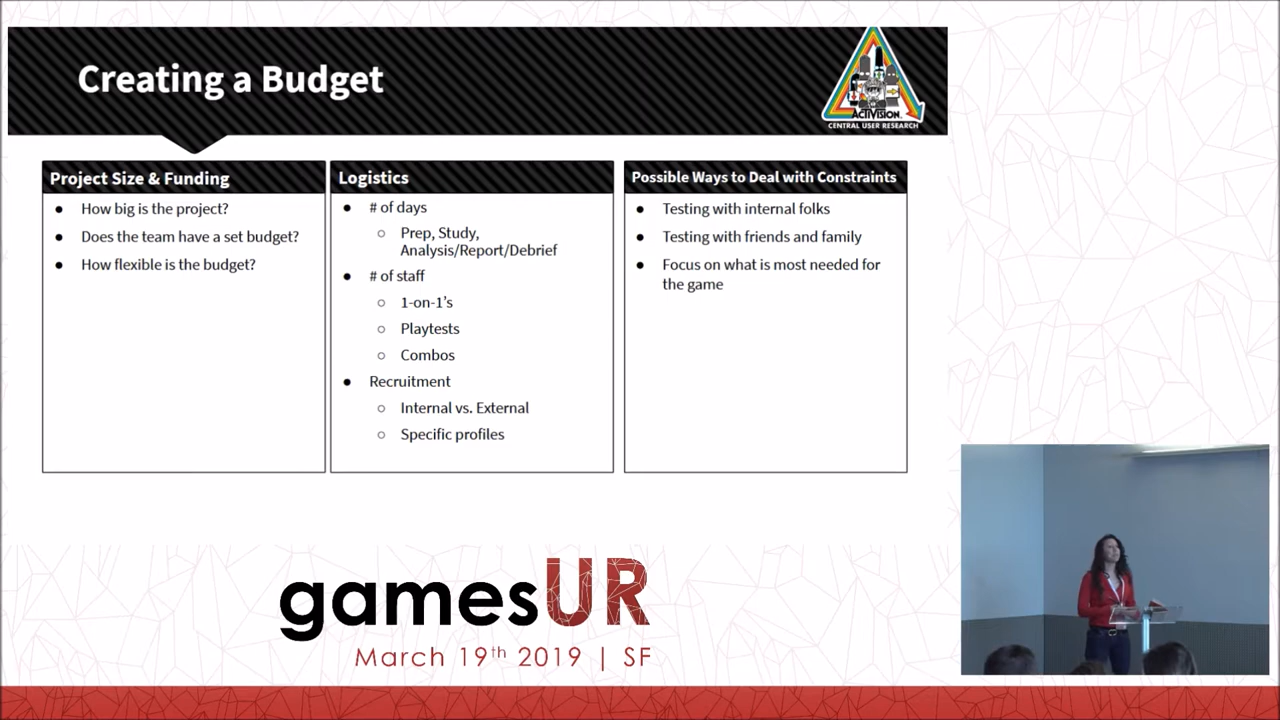 Creating a Budget
ACTIVISION.
CENTRAL USER RESEARCH
Project Size & Funding
● How big is the project?
● Does the team have a set budget?
● How flexible is the budget?
Logistics
● # of days
○ Prep, Study,
Analysis/Report/Debrief
● # of staff
○ 1-on-1's
○ Playtests
○ Combos
● Recruitment
○ Internal vs. External
○ Specific profiles
Possible Ways to Deal with Constraints
● Testing with internal folks
● Testing with friends and family
● Focus on what is most needed for
the game
gamesUR
March 19th 2019 | SF